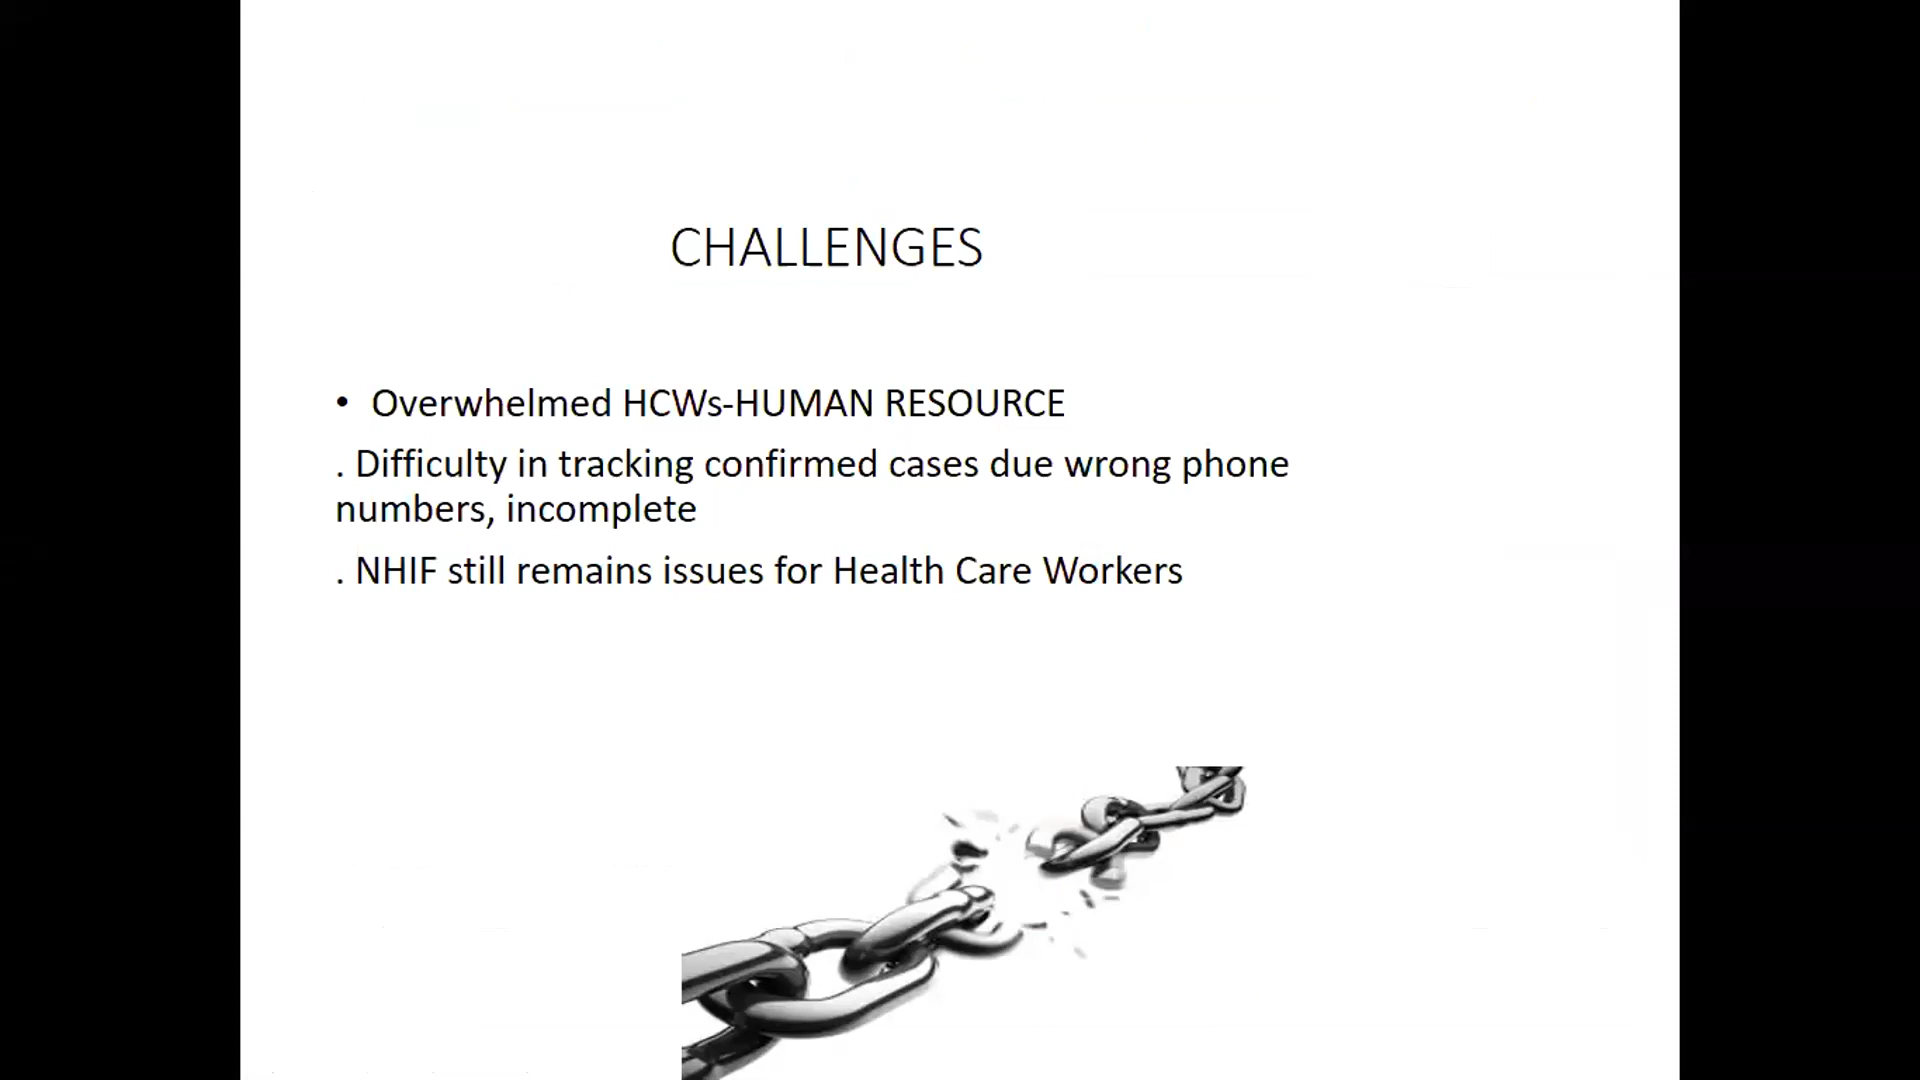 CHALLENGES
• Overwhelmed HCWs-HUMAN RESOURCE
. Difficulty in tracking confirmed cases due wrong phone
numbers, incomplete
. NHIF still remains issues for Health Care Workers